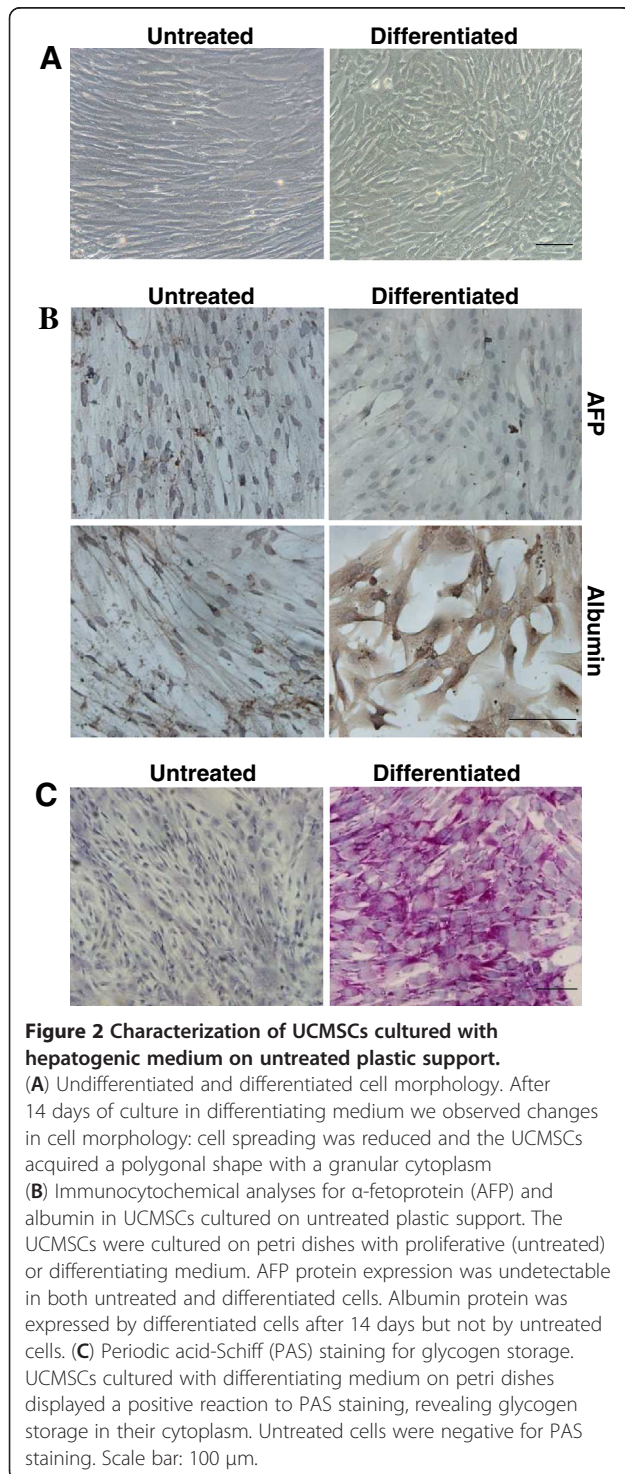 Untreated Differentiated
A
Untreated Differentiated
B
AFP
Albumin
Untreated Differentiated
C
Figure 2 Characterization of UCMSCs cultured with
hepatogenic medium on untreated plastic support.
(A) Undifferentiated and differentiated cell morphology. After
14 days of culture in differentiating medium we observed changes
in cell morphology: cell spreading was reduced and the UCMSCs
acquired a polygonal shape with a granular cytoplasm
(B) Immunocytochemical analyses for α-fetoprotein (AFP) and
albumin in UCMSCs cultured on untreated plastic support. The
UCMSCs were cultured on petri dishes with proliferative (untreated)
or differentiating medium. AFP protein expression was undetectable
in both untreated and differentiated cells. Albumin protein was
expressed by differentiated cells after 14 days but not by untreated
cells. (C) Periodic acid-Schiff (PAS) staining for glycogen storage.
UCMSCs cultured with differentiating medium on petri dishes
displayed a positive reaction to PAS staining, revealing glycogen
storage in their cytoplasm. Untreated cells were negative for PAS
staining. Scale bar: 100 μm.